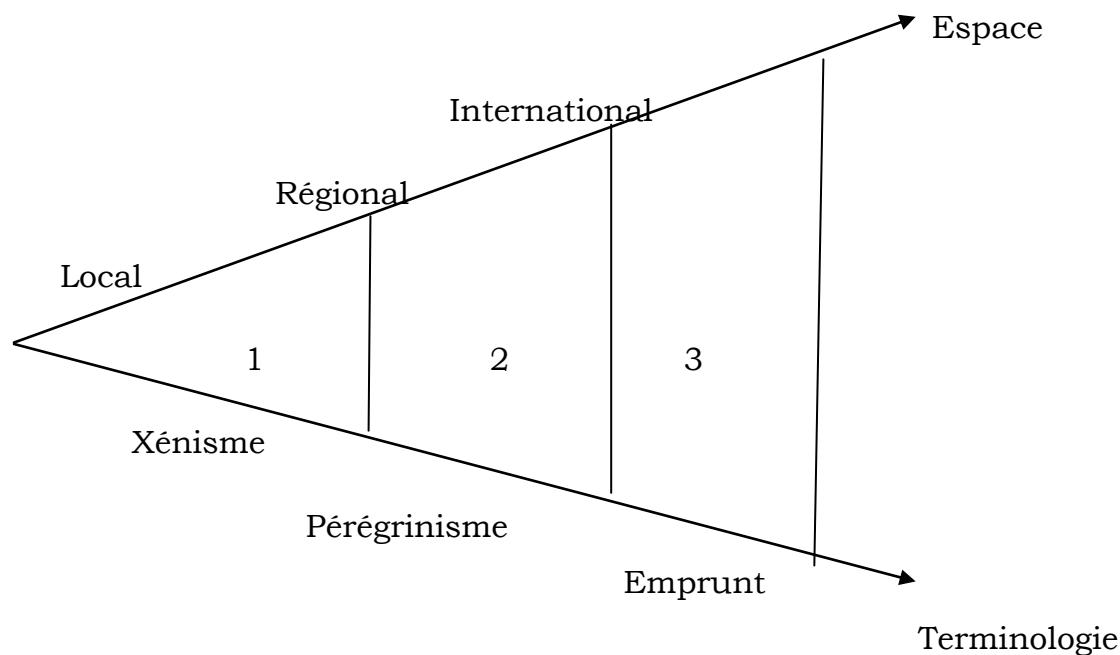 Espace
International
Régional
Local
1 2 3
Xénisme
Pérégrinisme
Emprunt
Terminologie